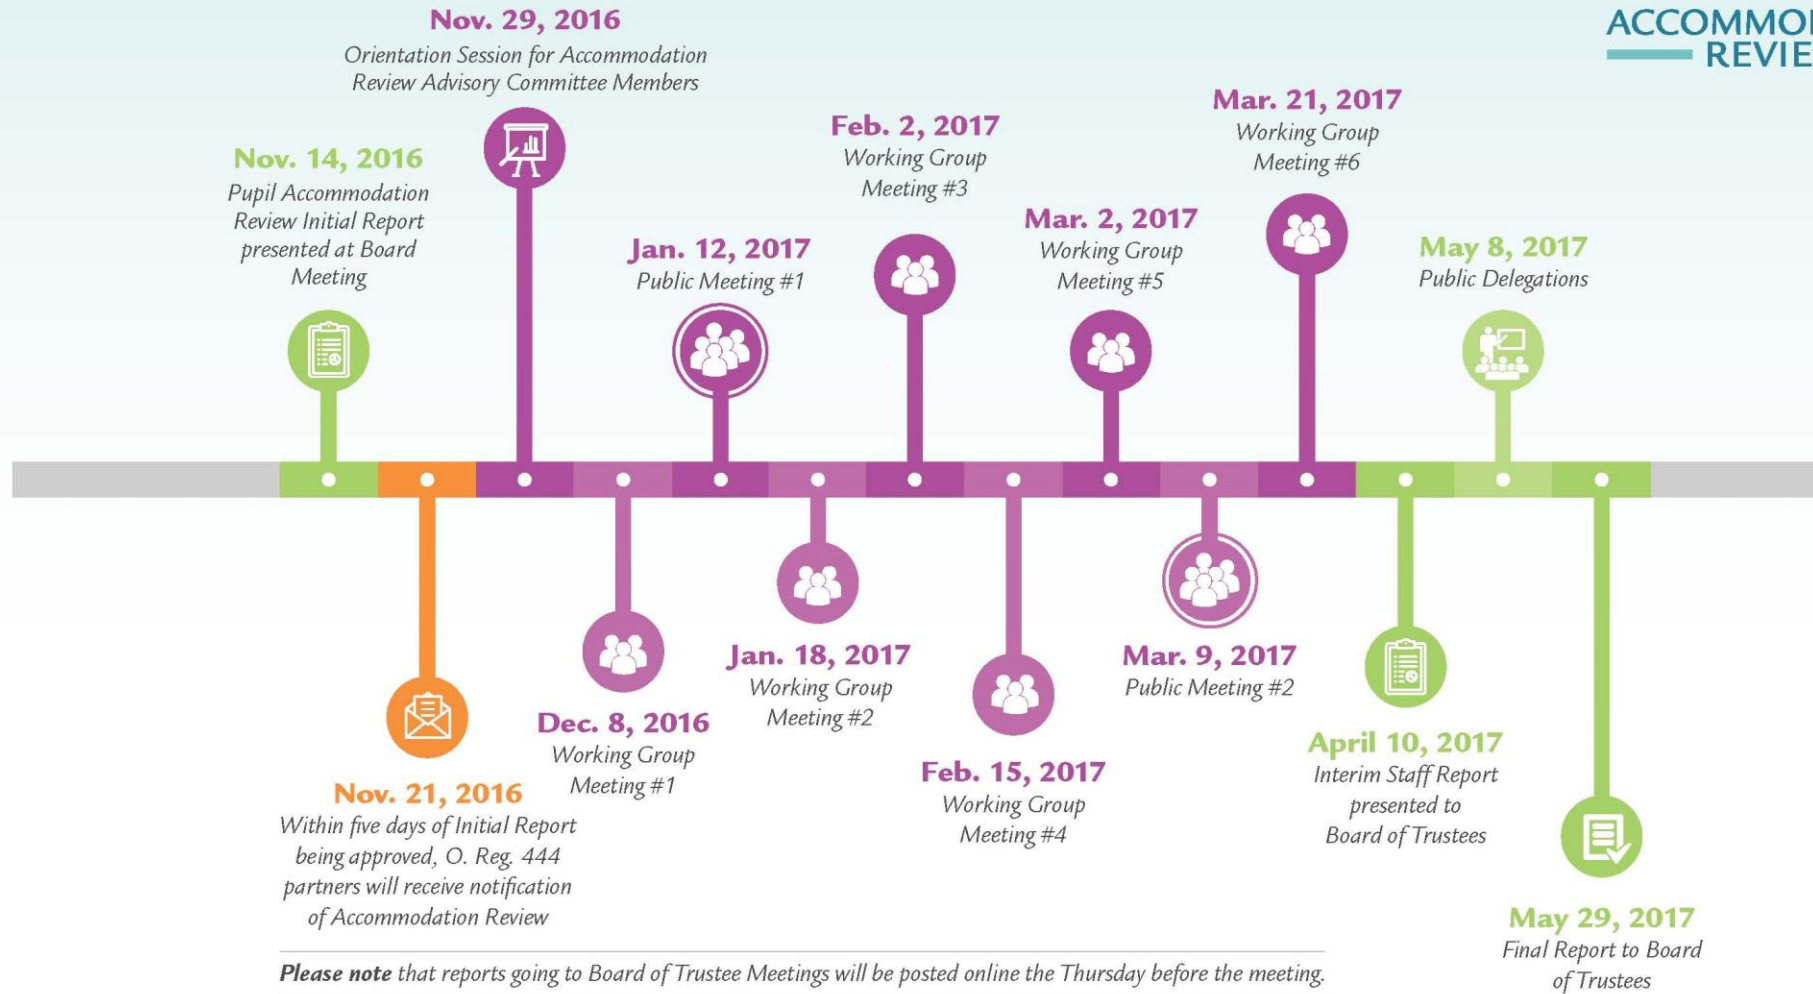 ACCOMMO
REVIE
Nov. 14, 2016
Pupil Accommodation
Review Initial Report
presented at Board
Meeting
Nov. 21, 2016
Within five days of Initial Report
being approved, O. Reg. 444
partners will receive notification
of Accommodation Review
Nov. 29, 2016
Orientation Session for Accommodation
Review Advisory Committee Members
Dec. 8, 2016
Working Group
Meeting #1
Jan. 12, 2017
Public Meeting #1
Jan. 18, 2017
Working Group
Meeting #2
Feb. 2, 2017
Working Group
Meeting #3
Feb. 15, 2017
Working Group
Meeting #4
Mar. 2, 2017
Working Group
Meeting #5
Mar. 9, 2017
Public Meeting #2
Mar. 21, 2017
Working Group
Meeting #6
April 10, 2017
Interim Staff Report
presented to
Board of Trustees
May 8, 2017
Public Delegations
May 29, 2017
Final Report to Board
of Trustees
Please note that reports going to Board of Trustee Meetings will be posted online the Thursday before the meeting.